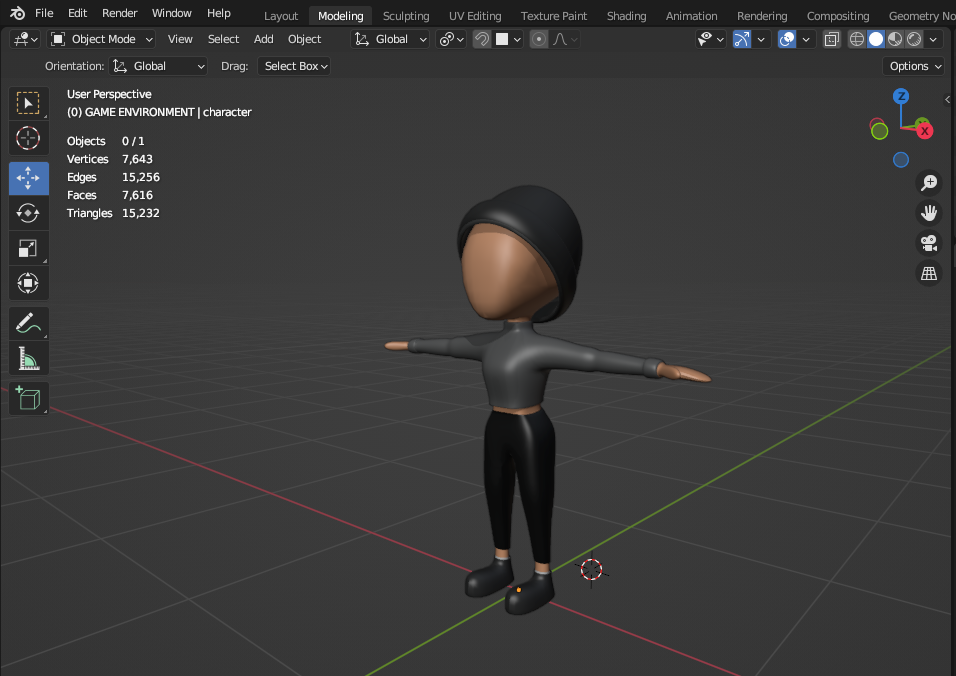 File Edit Render Window Help Layout Modeling Sculpting UV Editing Texture Paint Shading Animation Rendering Compositing Geometry No
Object Mode View Select Add Object Global
Orientation: Global Drag: Select Box Options
User Perspective
(0) GAME ENVIRONMENT | character
Objects 0 / 1
Vertices 7,643
Edges 15,256
Faces 7,616
Triangles 15,232
Z
X